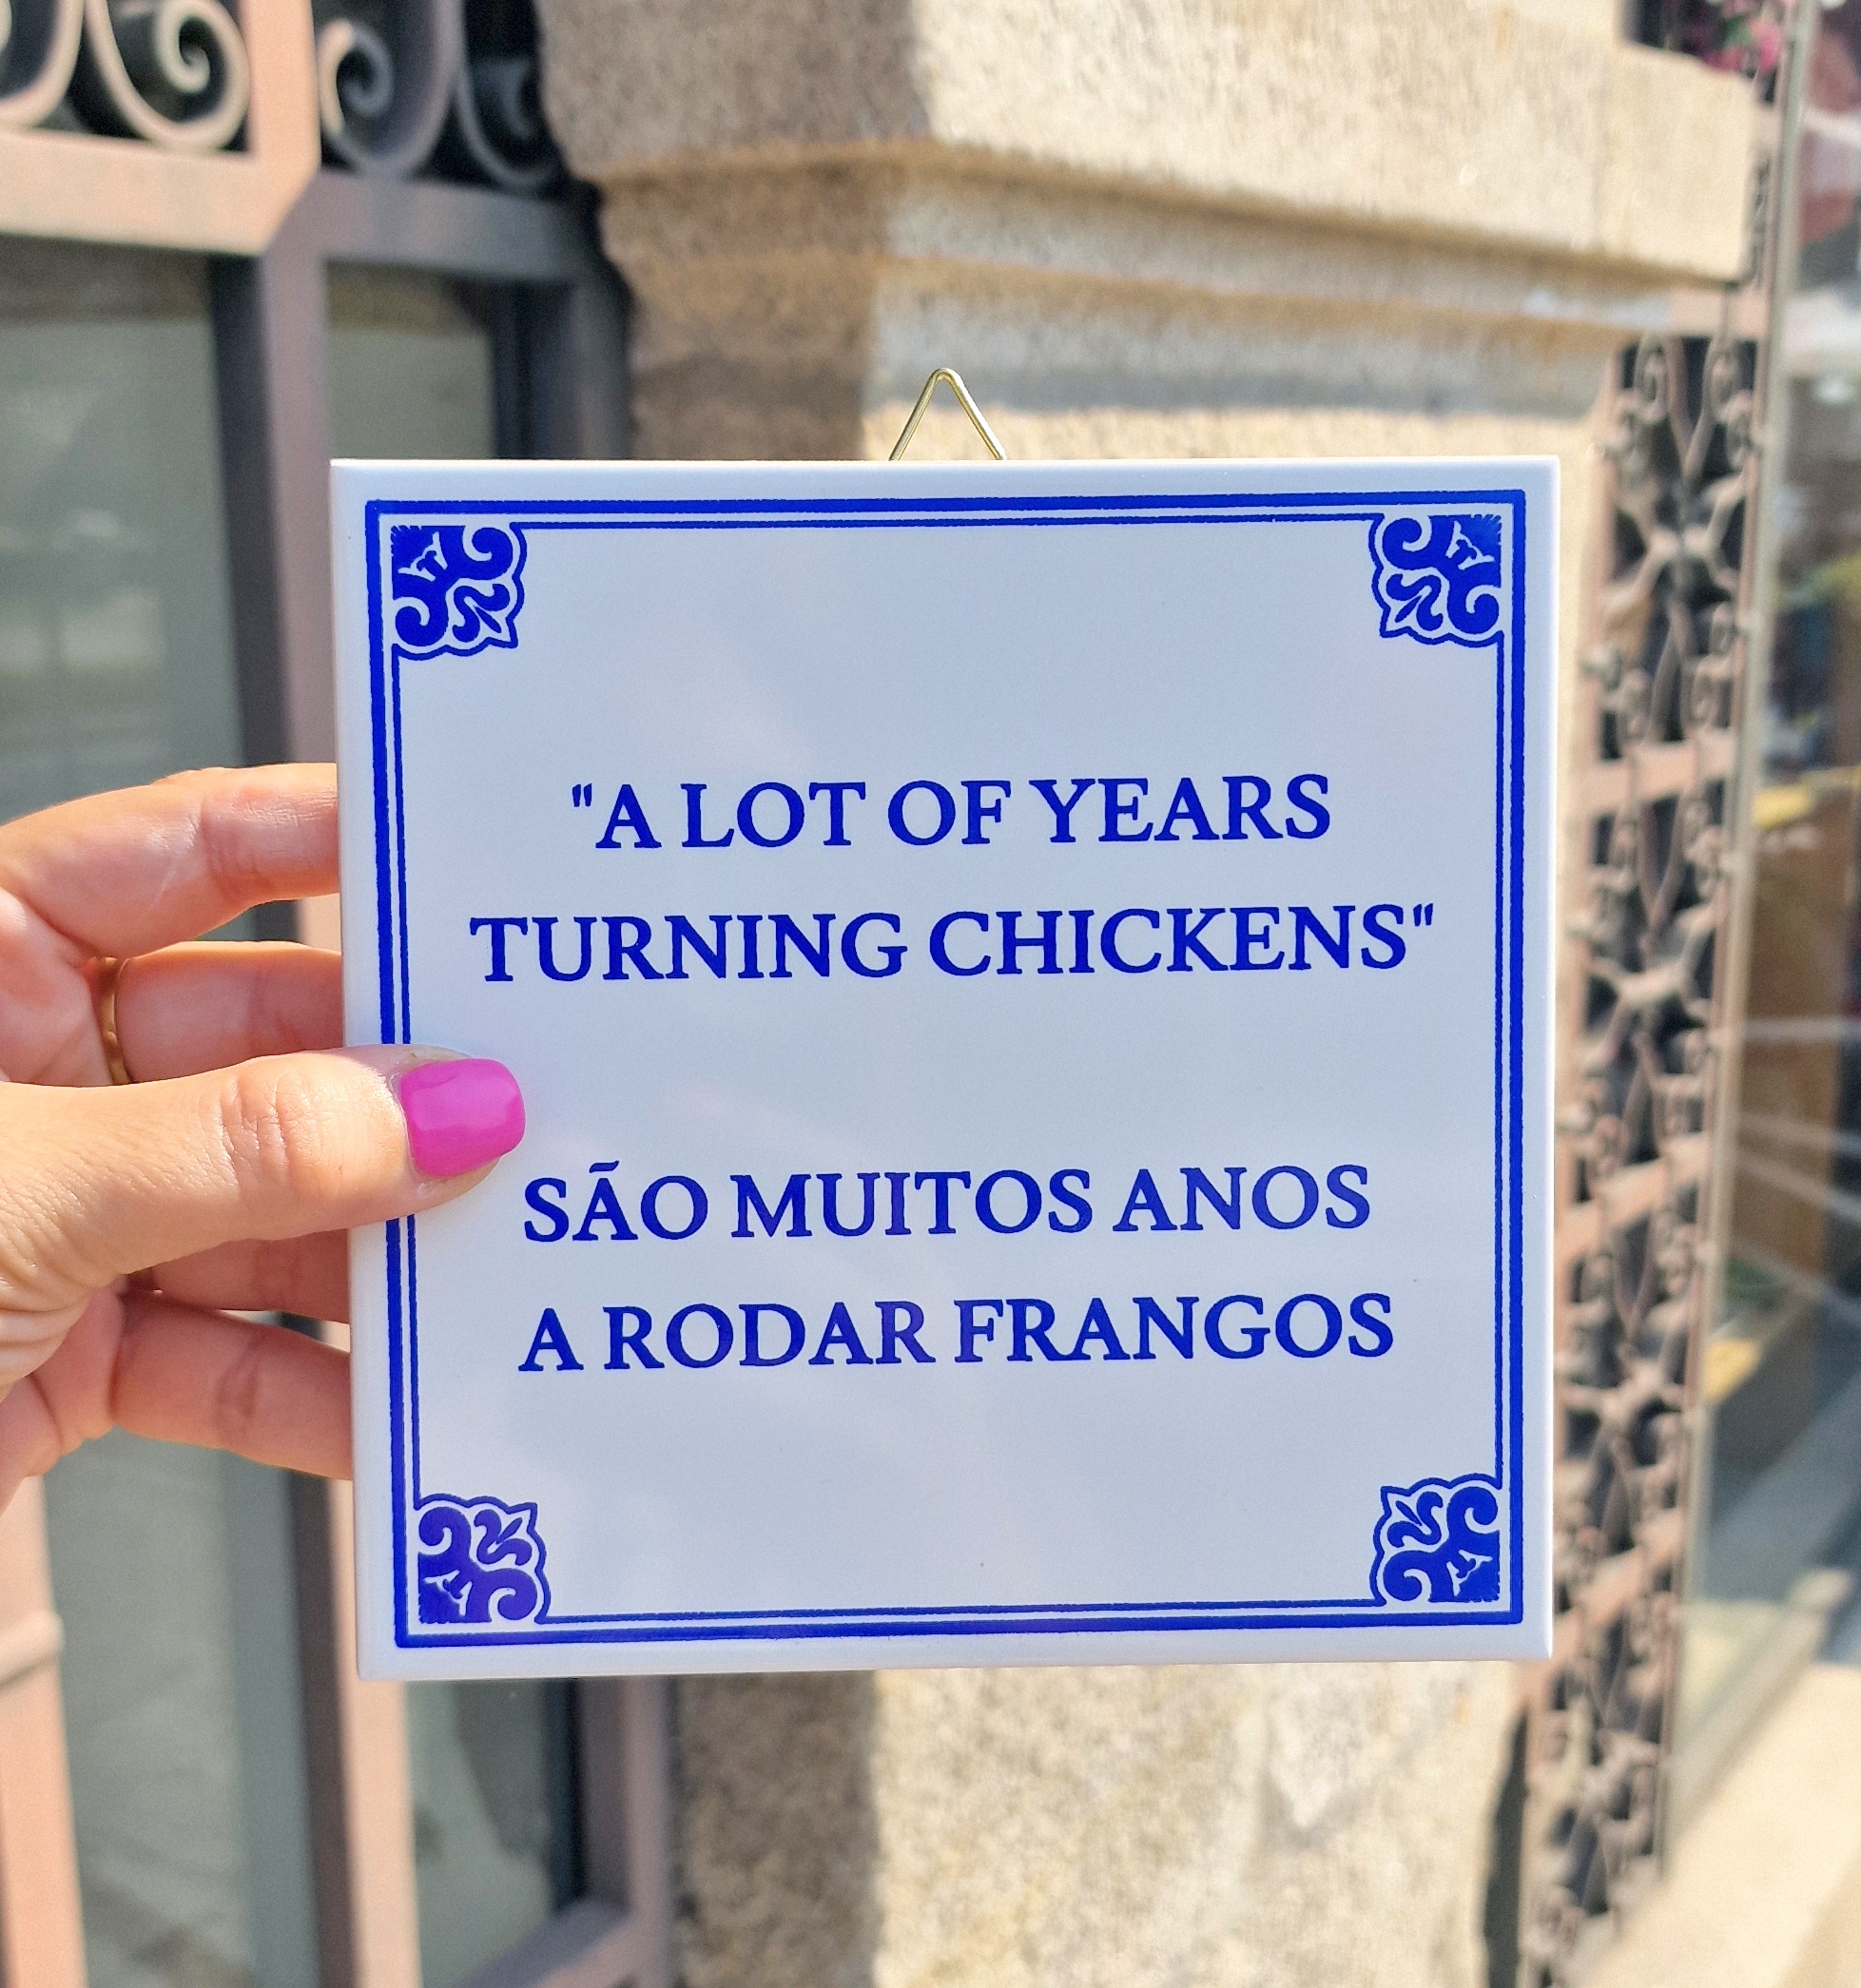 "A LOT OF YEARS
TURNING CHICKENS"
SÃO MUITOS ANOS
A RODAR FRANGOS